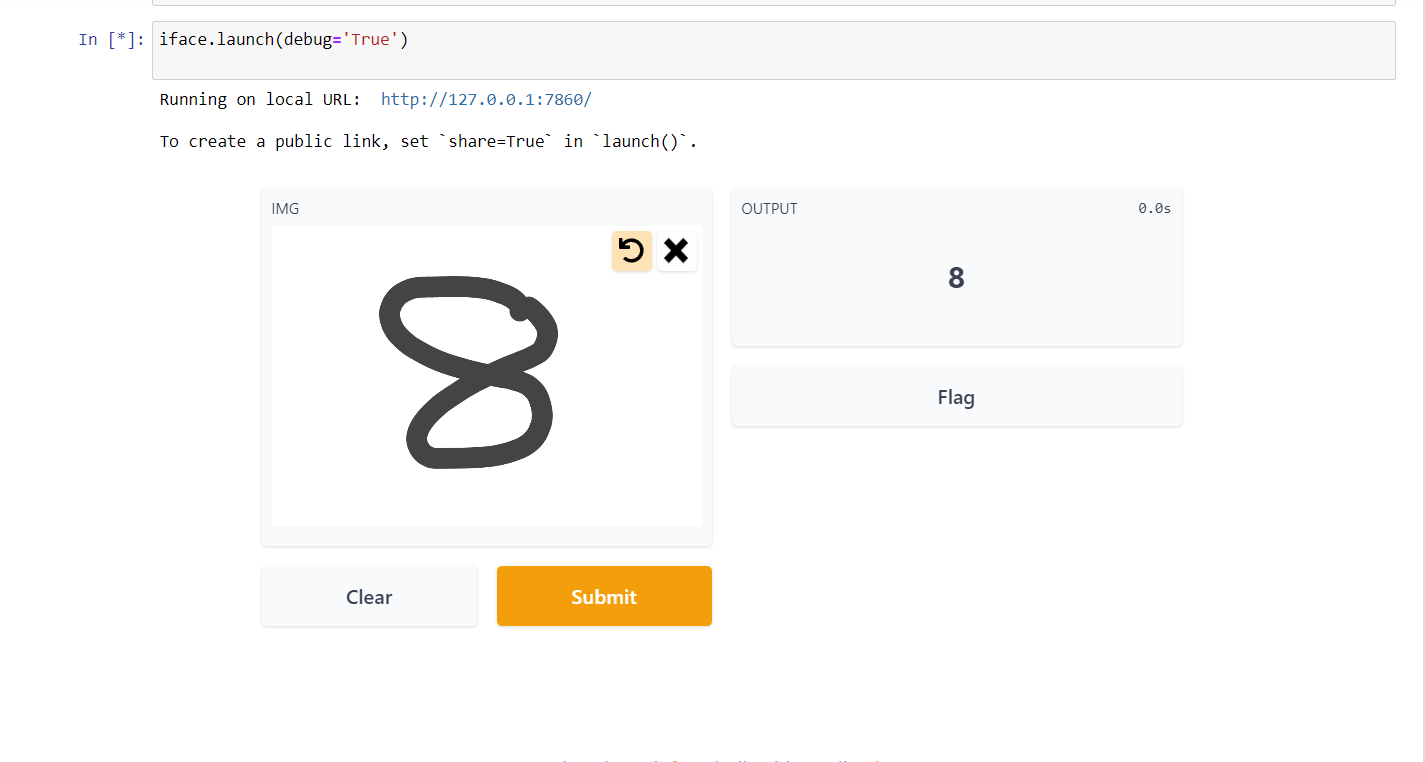 In [*]: iface.launch(debug='True')
Running on local URL:  http://127.0.0.1:7860/
To create a public link, set `share=True` in `launch()`.
IMG
OUTPUT 0.0s
8
8
Flag
Clear
Submit